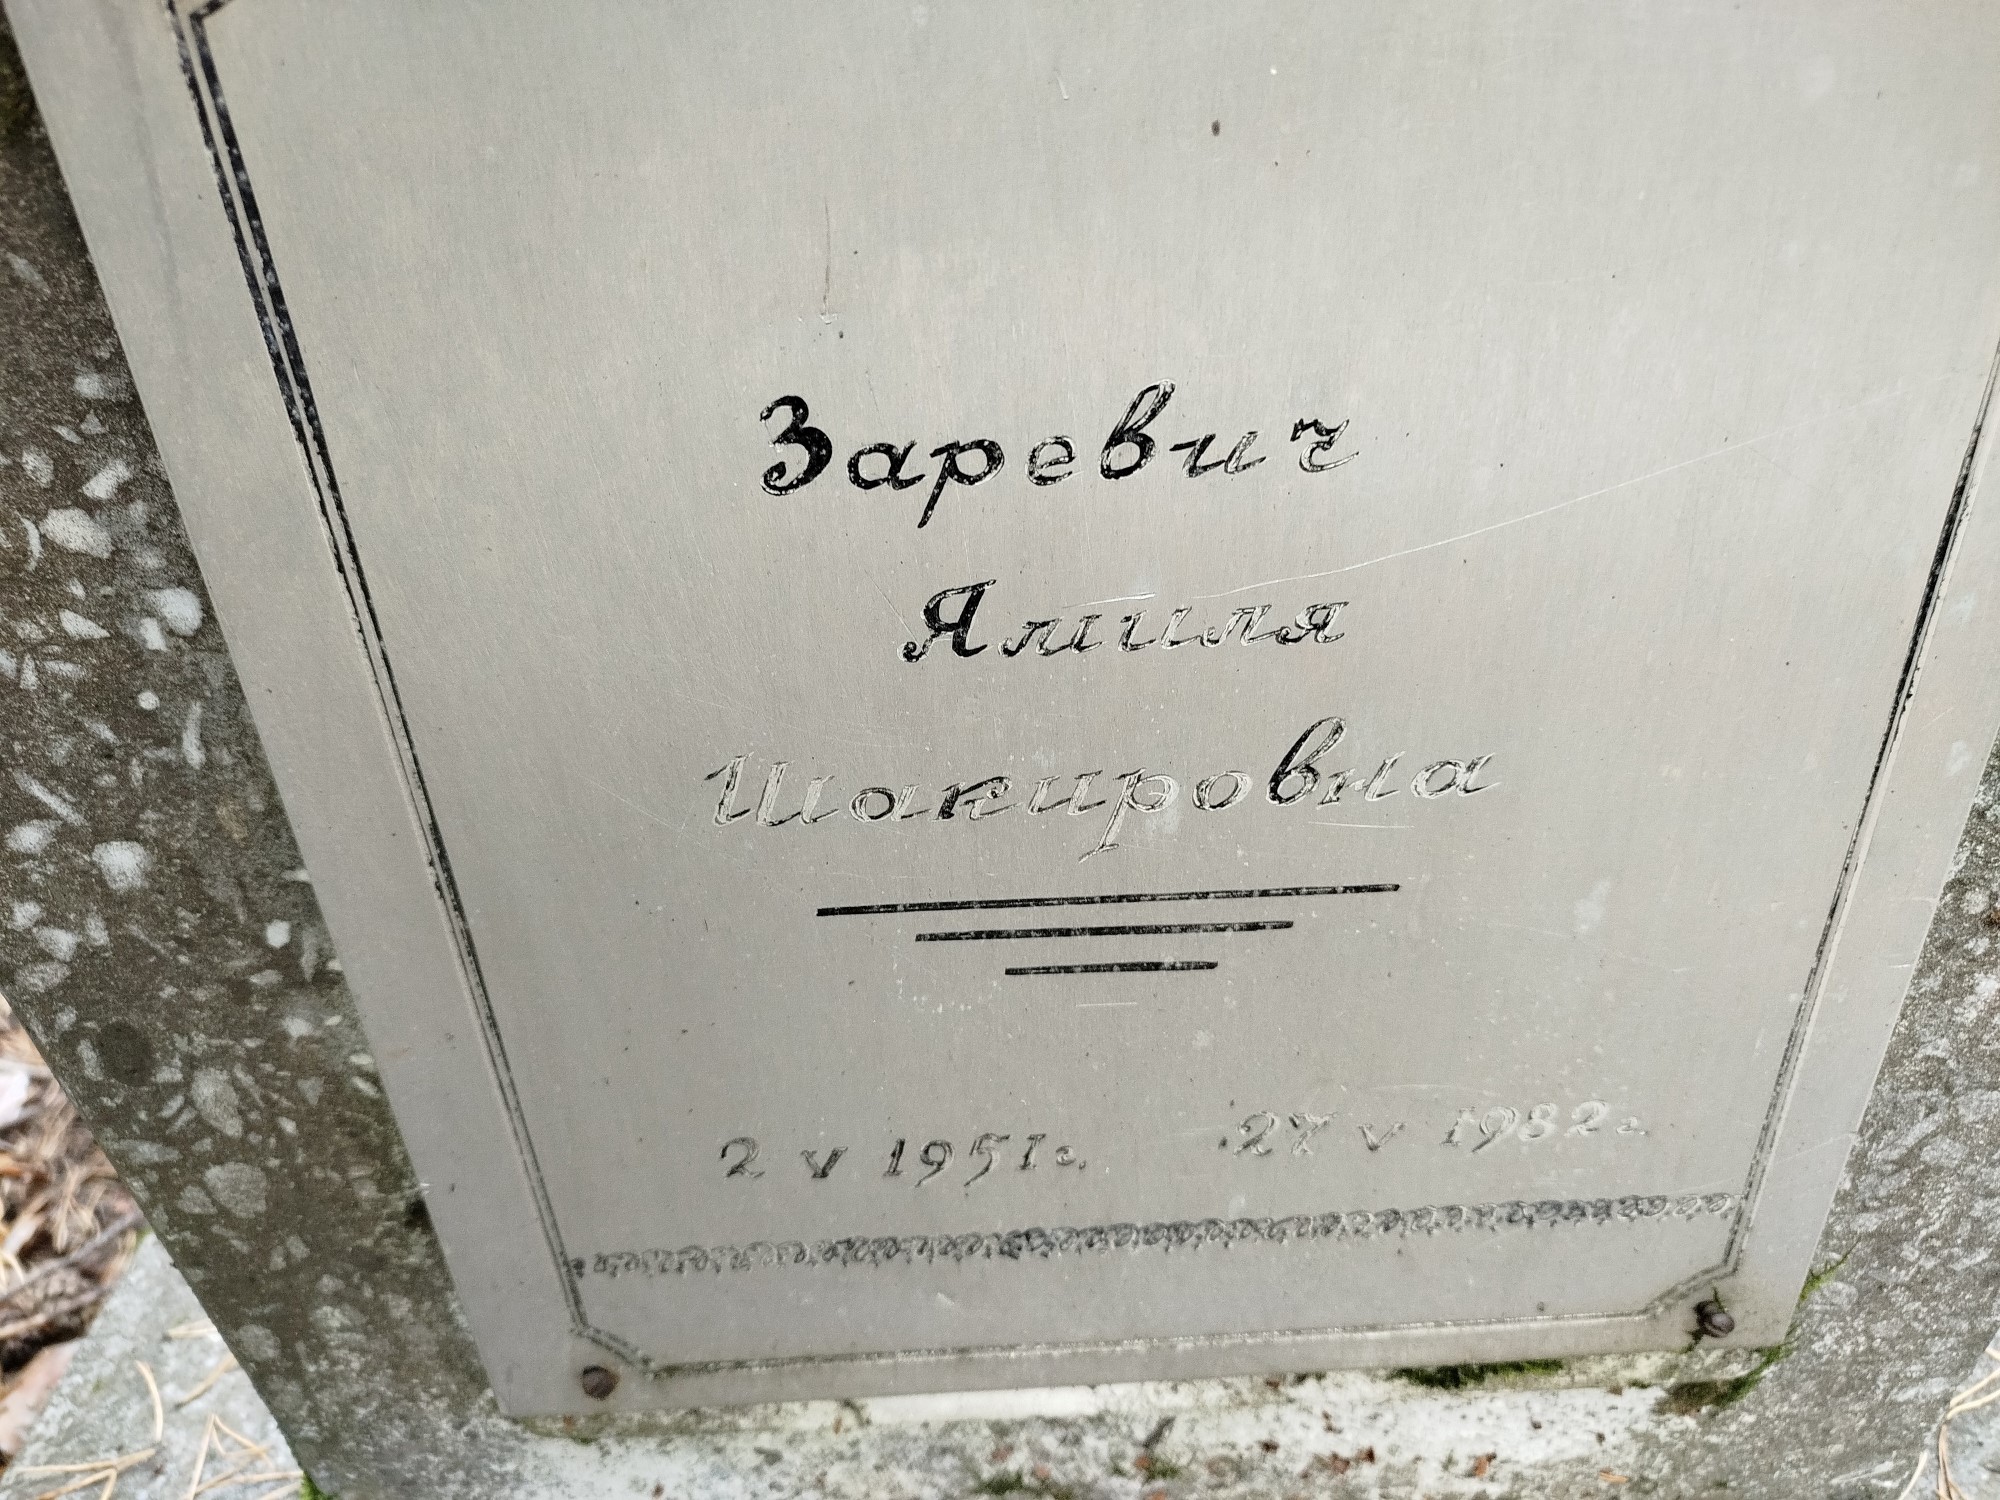 Заревич
Ямиля
Шакировна
2 V 1951г. 27 V 1982г.